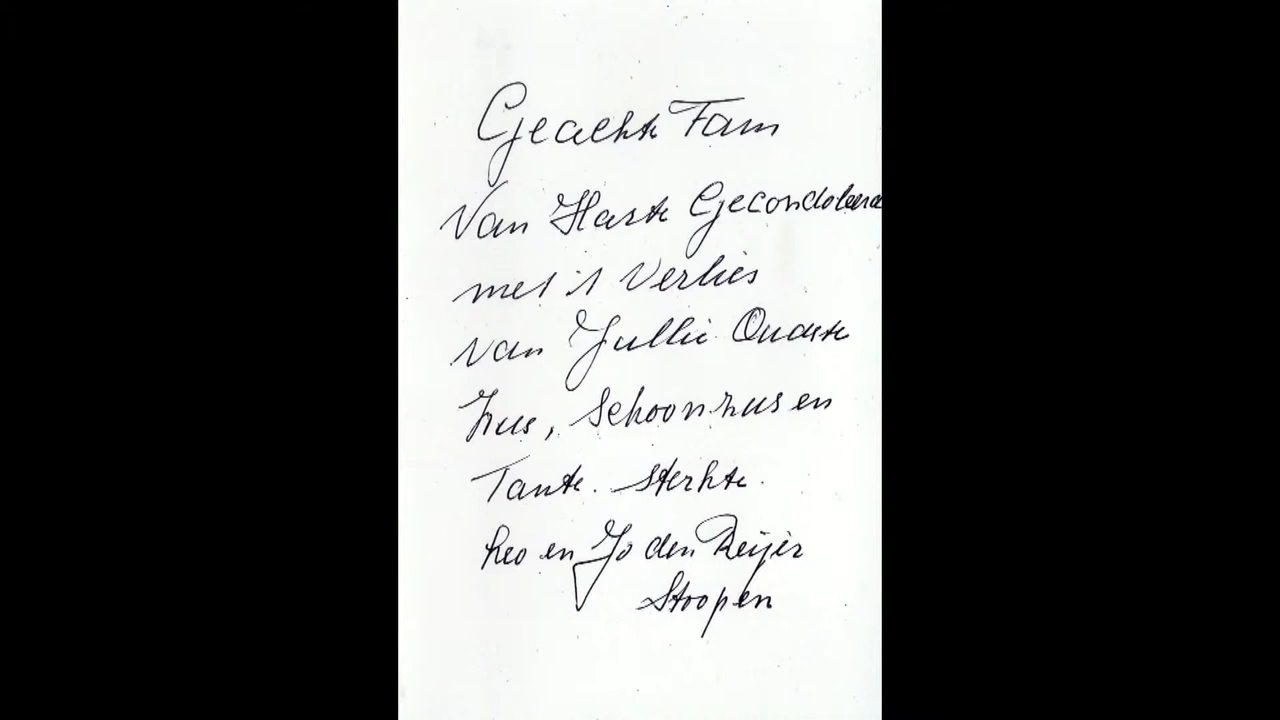 Geachte Fam
Van Harte Gecondoleerd
met 't Verlies
van Jullie
Zus, Schoonzus en
Tante. Sterkte.
Leo en Jo den Reijer
Stoopen